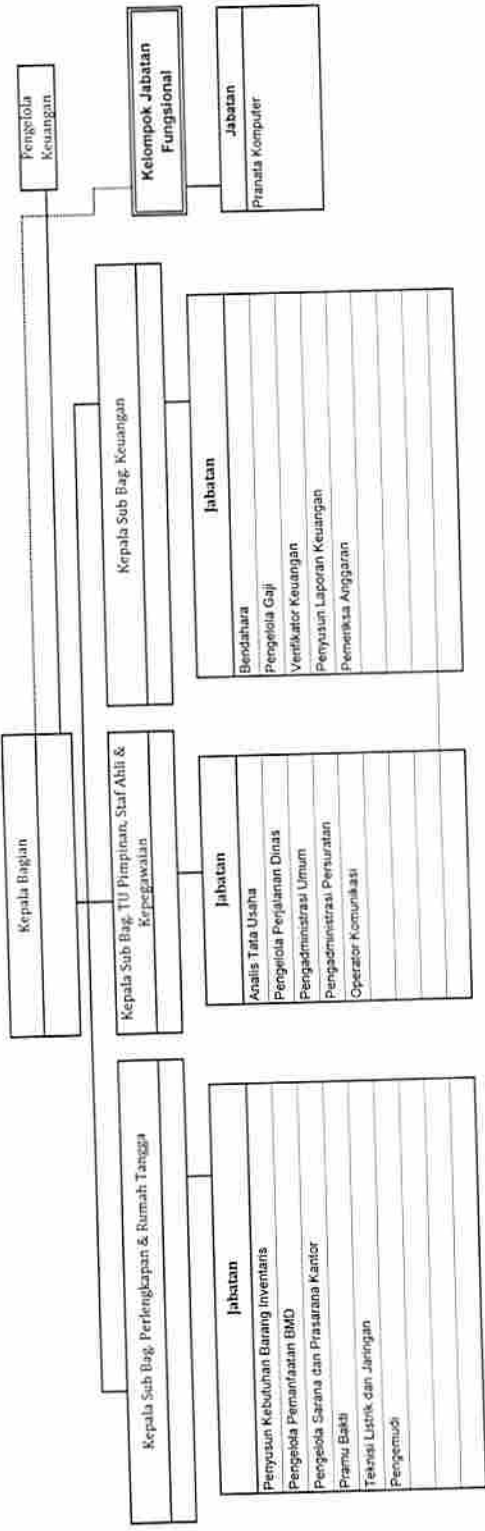 Kepala Bagian
Pengelola
Keuangan
Kepala Sub Bag. Perlengkapan & Rumah Tangga
Jabatan
Penyusun Kebutuhan Barang Inventaris
Pengelola Pemanfaatan BMD
Pengelola Sarana dan Prasarana Kantor
Pramu Bakti
Teknisi Listrik dan Jaringan
Pengemudi
Kepala Sub Bag. TU Pimpinan, Staf Ahli &
Kepegawaian
Jabatan
Analis Tata Usaha
Pengelola Perjalanan Dinas
Pengadministrasi Umum
Pengadministrasi Persuratan
Operator Komunikasi
Kepala Sub Bag. Keuangan
Jabatan
Bendahara
Pengelola Gaji
Verifikator Keuangan
Penyusun Laporan Keuangan
Pemeriksa Anggaran
Kelompok Jabatan
Fungsional
Jabatan
Pranata Komputer